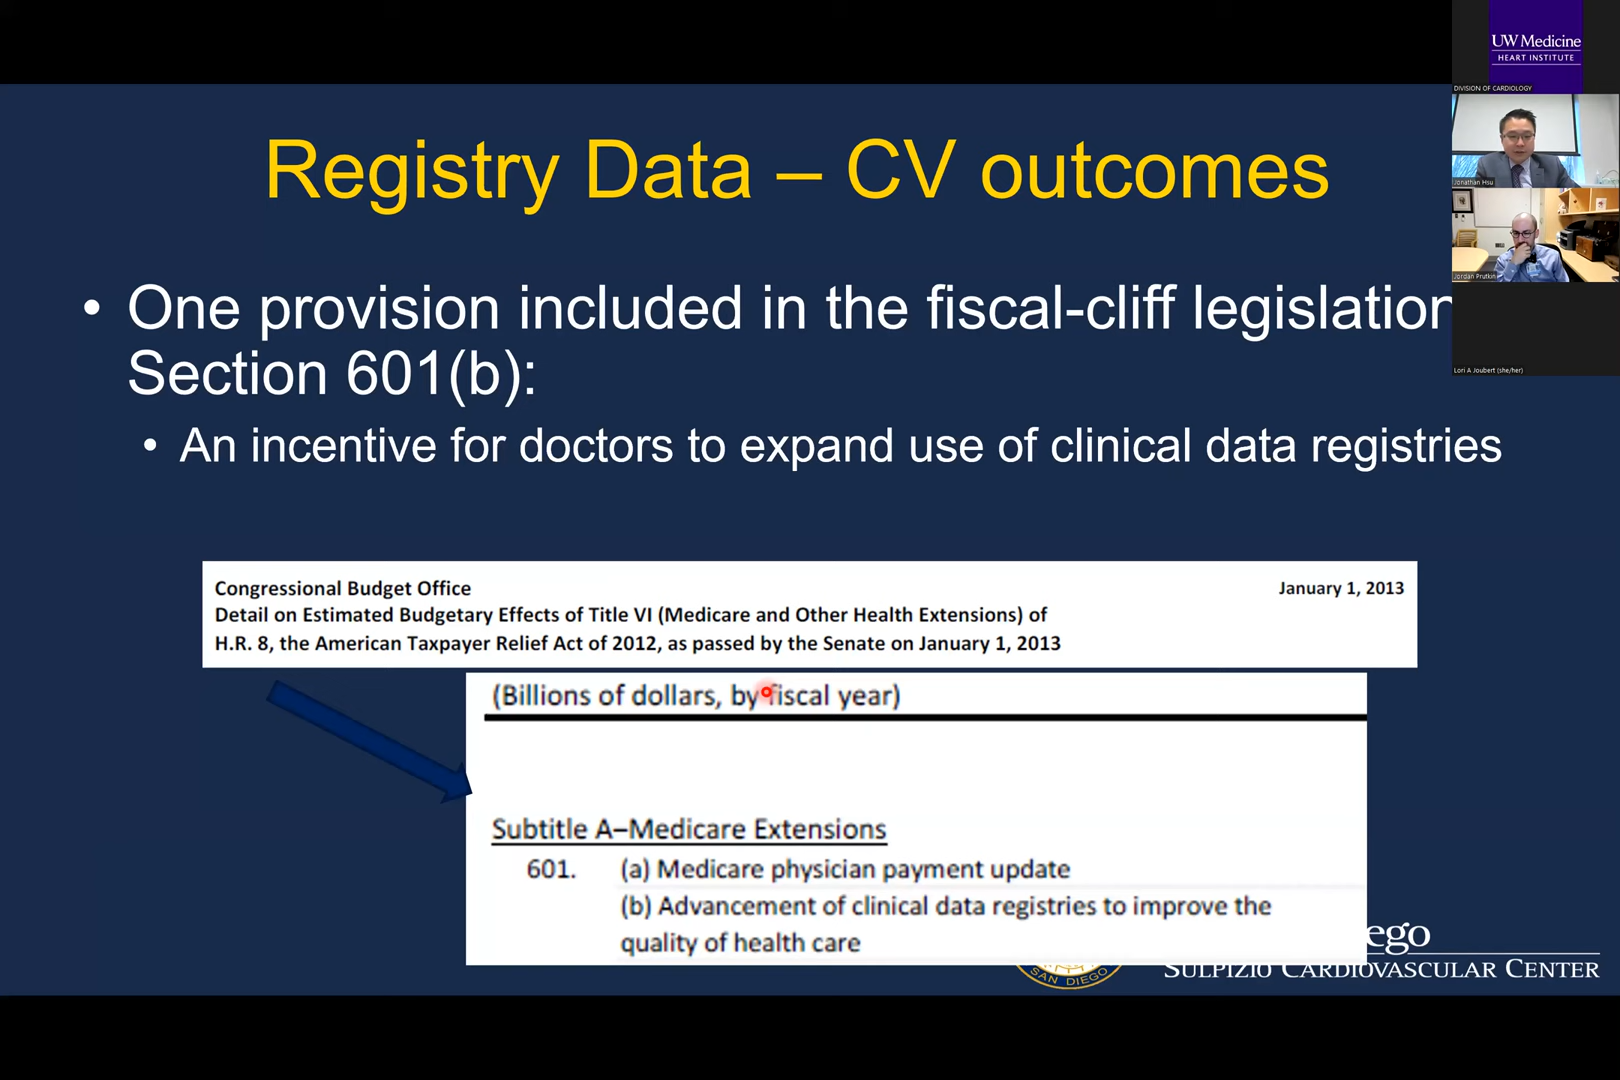 UW Medicine
HEART INSTITUTE
DIVISION OF CARDIOLOGY
Jonathan Hsu
Jordan Prutkin
Lori A Joubert (she/her)
Registry Data – CV outcomes
• One provision included in the fiscal-cliff legislation
Section 601(b):
• An incentive for doctors to expand use of clinical data registries
Congressional Budget Office January 1, 2013
Detail on Estimated Budgetary Effects of Title VI (Medicare and Other Health Extensions) of
H.R. 8, the American Taxpayer Relief Act of 2012, as passed by the Senate on January 1, 2013
(Billions of dollars, by fiscal year)
Subtitle A–Medicare Extensions
601. (a) Medicare physician payment update
(b) Advancement of clinical data registries to improve the
quality of health care
ego
SAN DIEGO
SULPIZIO CARDIOVASCULAR CENTER